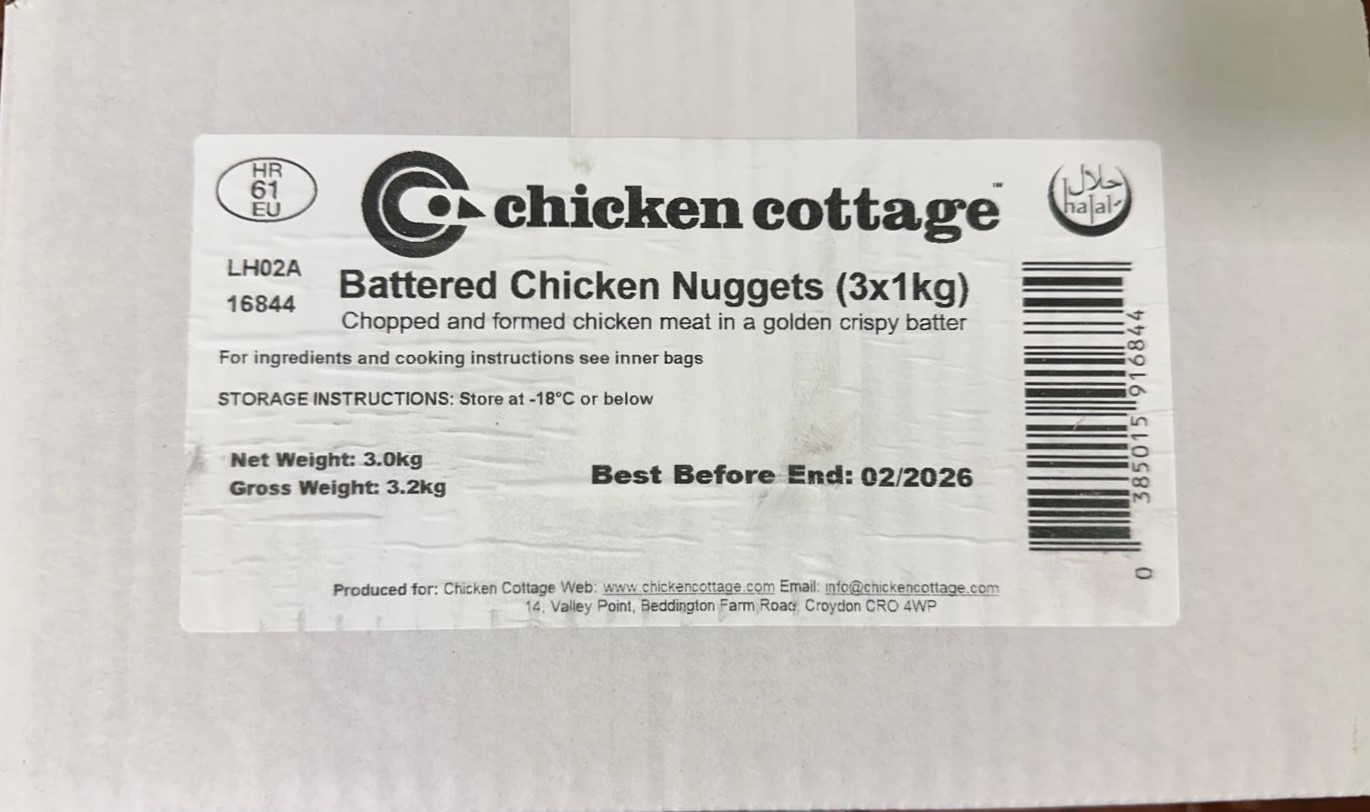 HR
61
EU
chicken cottage™
حلال
halal
LH02A
16844
Battered Chicken Nuggets (3x1kg)
Chopped and formed chicken meat in a golden crispy batter
For ingredients and cooking instructions see inner bags
STORAGE INSTRUCTIONS: Store at -18°C or below
Net Weight: 3.0kg
Gross Weight: 3.2kg
Best Before End: 02/2026
0 385015 916844
Produced for: Chicken Cottage Web: www.chickencottage.com Email: info@chickencottage.com
14, Valley Point, Beddington Farm Road, Croydon CRO 4WP